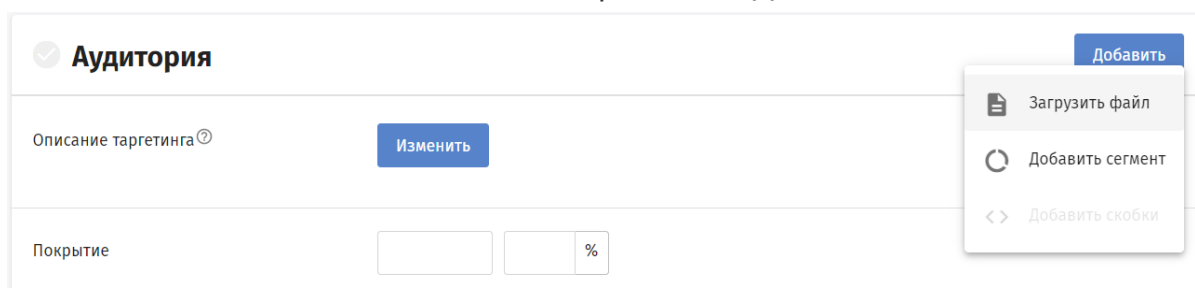 Аудитория
Добавить
Загрузить файл
Описание таргетинга ?
Изменить
Добавить сегмент
Добавить скобки
Покрытие
%